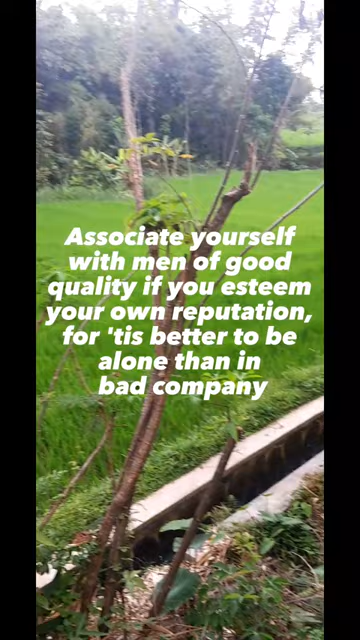 Associate yourself
with men of good
quality if you esteem
your own reputation,
for 'tis better to be
alone than in
bad company